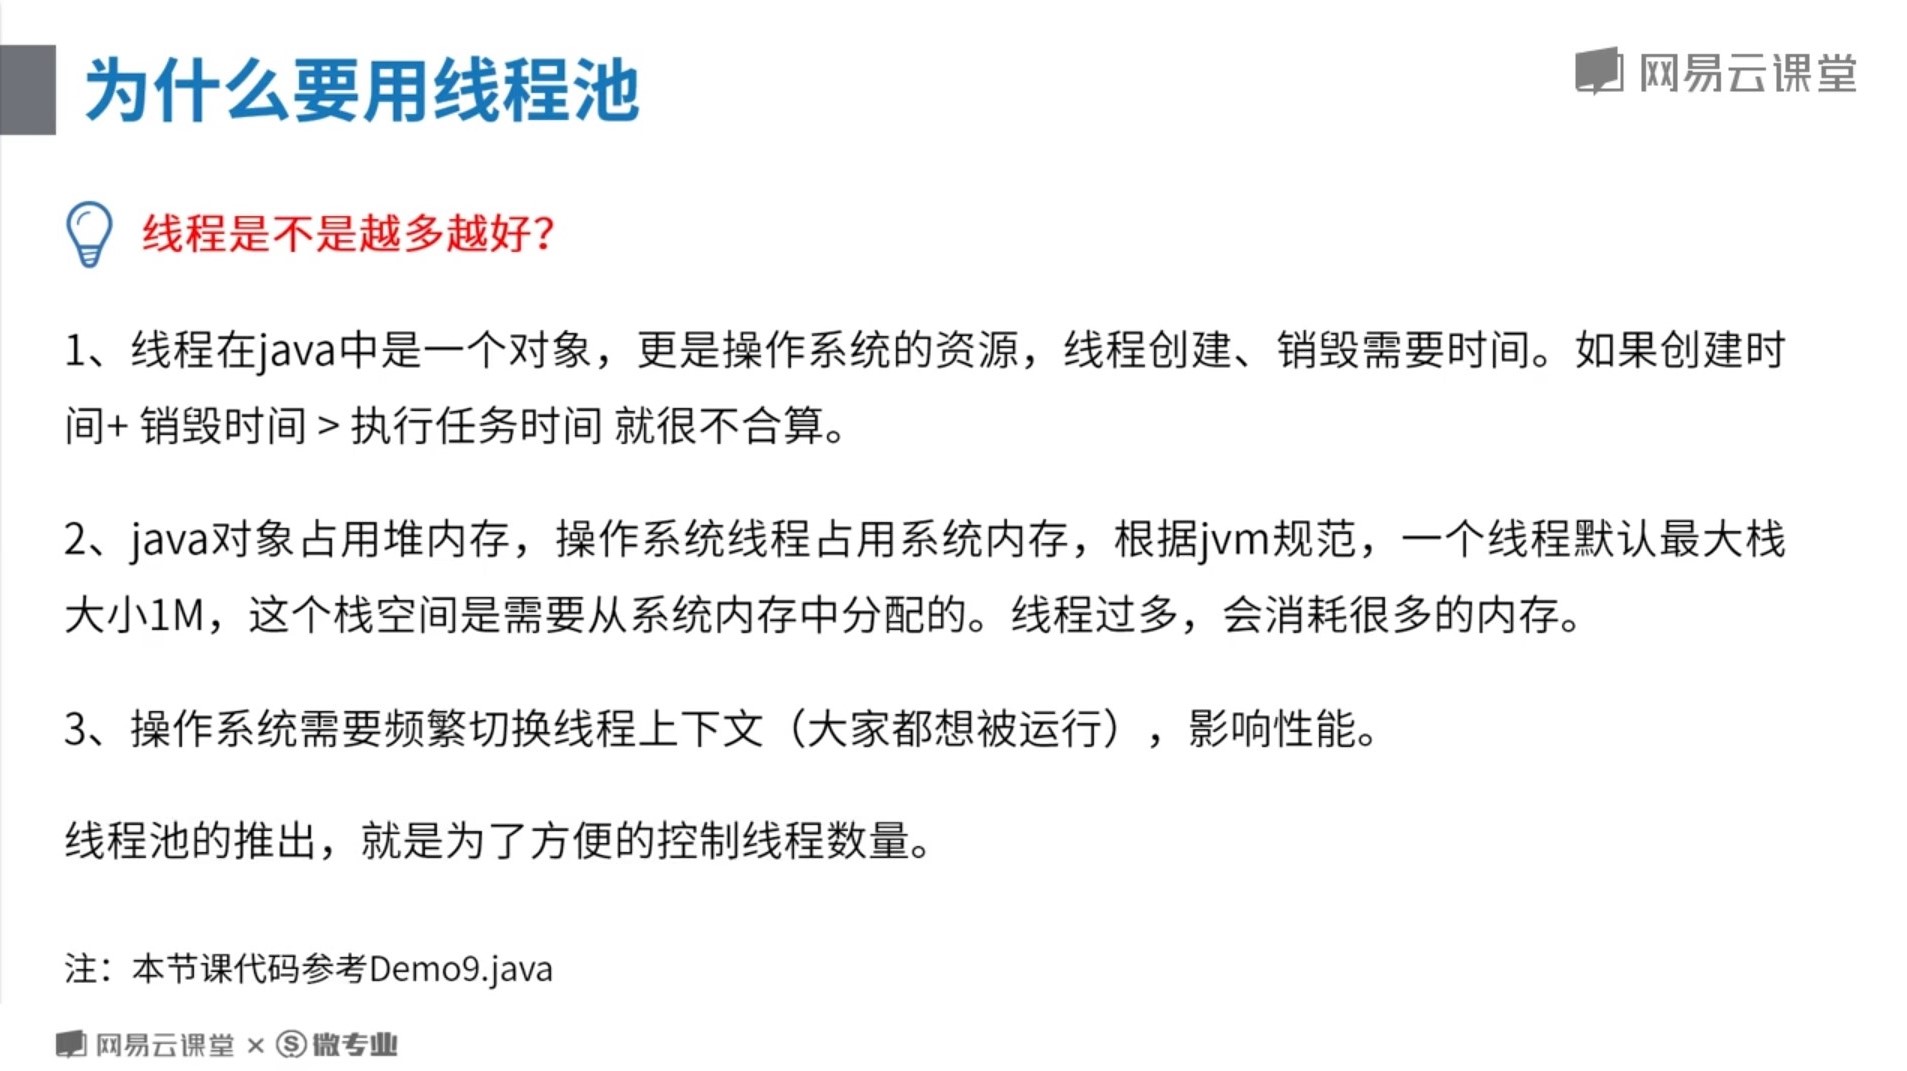 为什么要用线程池
网易云课堂
线程是不是越多越好？
1、线程在java中是一个对象，更是操作系统的资源，线程创建、销毁需要时间。如果创建时
间+ 销毁时间 > 执行任务时间 就很不合算。
2、java对象占用堆内存，操作系统线程占用系统内存，根据jvm规范，一个线程默认最大栈
大小1M，这个栈空间是需要从系统内存中分配的。线程过多，会消耗很多的内存。
3、操作系统需要频繁切换线程上下文（大家都想被运行），影响性能。
线程池的推出，就是为了方便的控制线程数量。
注：本节课代码参考Demo9.java
网易云课堂 × S 微专业